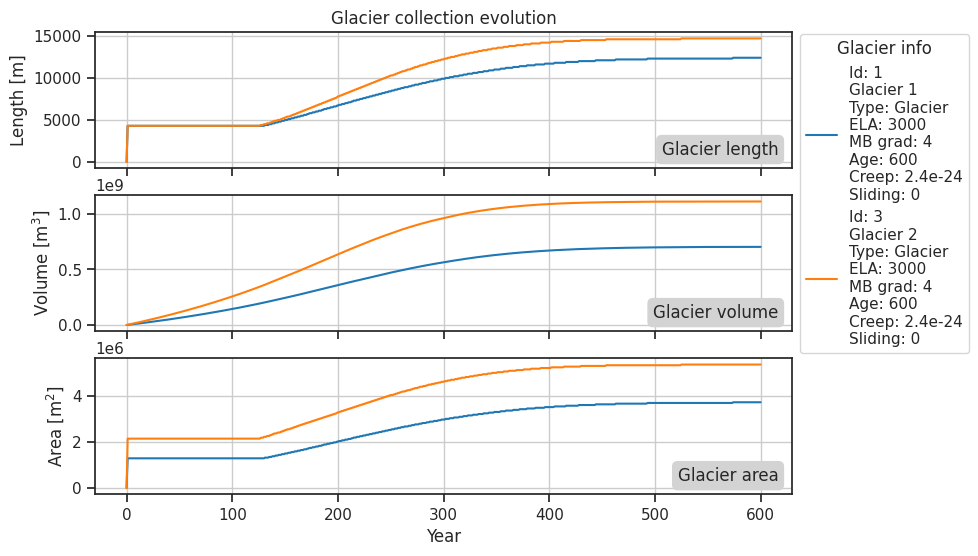 Glacier collection evolution
Length [m]
15000
10000
5000
0
Glacier length
1e9
Volume [m³]
1.0
0.5
0.0
Glacier volume
1e6
Area [m²]
4
2
0
Glacier area
0 100 200 300 400 500 600
Year
Glacier info
Id: 1
Glacier 1
Type: Glacier
ELA: 3000
MB grad: 4
Age: 600
Creep: 2.4e-24
Sliding: 0
Id: 3
Glacier 2
Type: Glacier
ELA: 3000
MB grad: 4
Age: 600
Creep: 2.4e-24
Sliding: 0